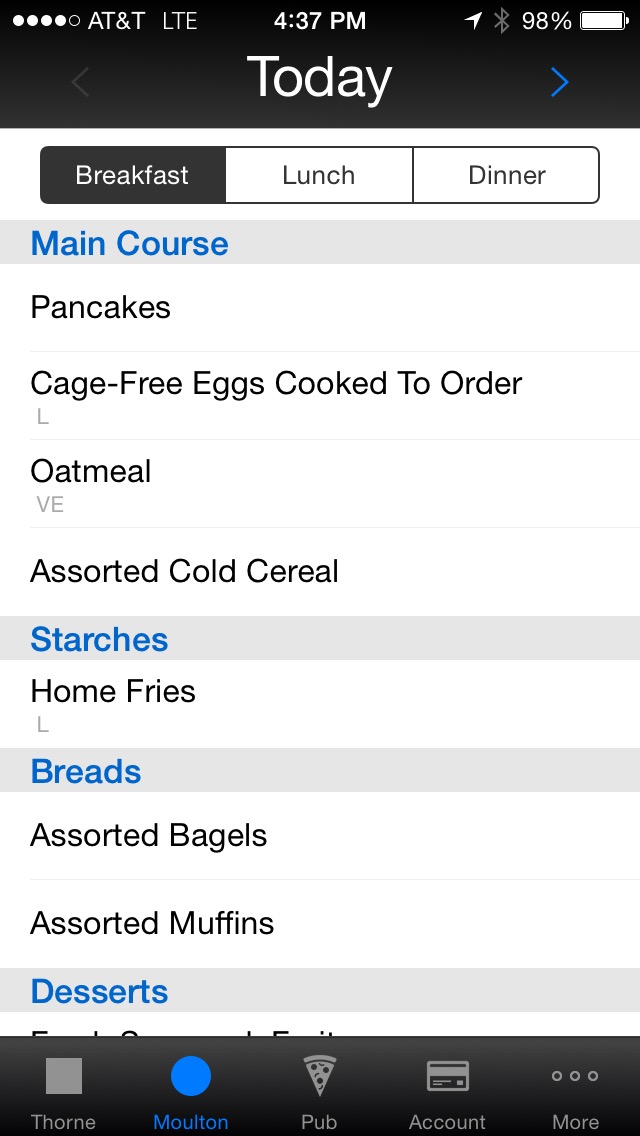 AT&T LTE 4:37 PM 98%
Today
Breakfast Lunch Dinner
Main Course
Pancakes
Cage-Free Eggs Cooked To Order
L
Oatmeal
VE
Assorted Cold Cereal
Starches
Home Fries
L
Breads
Assorted Bagels
Assorted Muffins
Desserts
Thorne Moulton Pub Account More